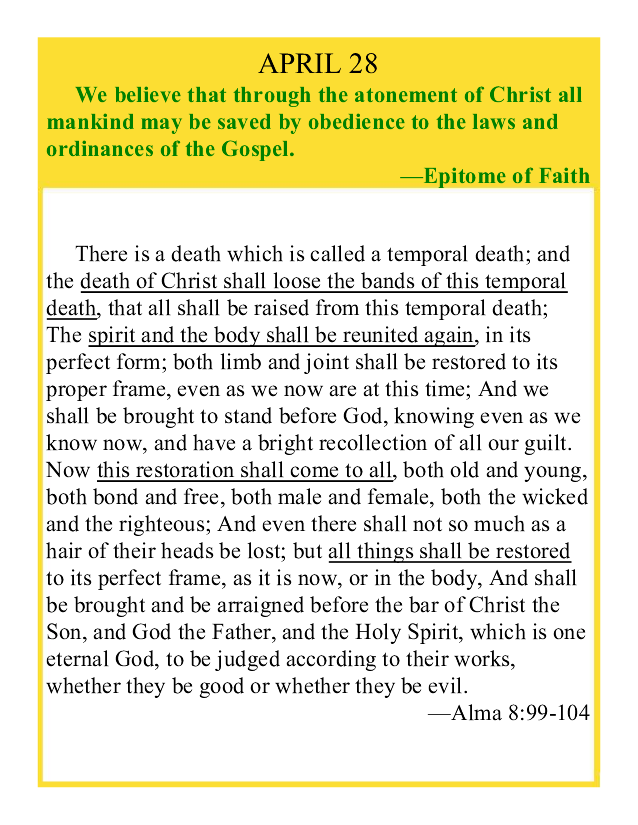 APRIL 28
We believe that through the atonement of Christ all
mankind may be saved by obedience to the laws and
ordinances of the Gospel.
—Epitome of Faith
There is a death which is called a temporal death; and
the death of Christ shall loose the bands of this temporal
death, that all shall be raised from this temporal death;
The spirit and the body shall be reunited again, in its
perfect form; both limb and joint shall be restored to its
proper frame, even as we now are at this time; And we
shall be brought to stand before God, knowing even as we
know now, and have a bright recollection of all our guilt.
Now this restoration shall come to all, both old and young,
both bond and free, both male and female, both the wicked
and the righteous; And even there shall not so much as a
hair of their heads be lost; but all things shall be restored
to its perfect frame, as it is now, or in the body, And shall
be brought and be arraigned before the bar of Christ the
Son, and God the Father, and the Holy Spirit, which is one
eternal God, to be judged according to their works,
whether they be good or whether they be evil.
—Alma 8:99-104